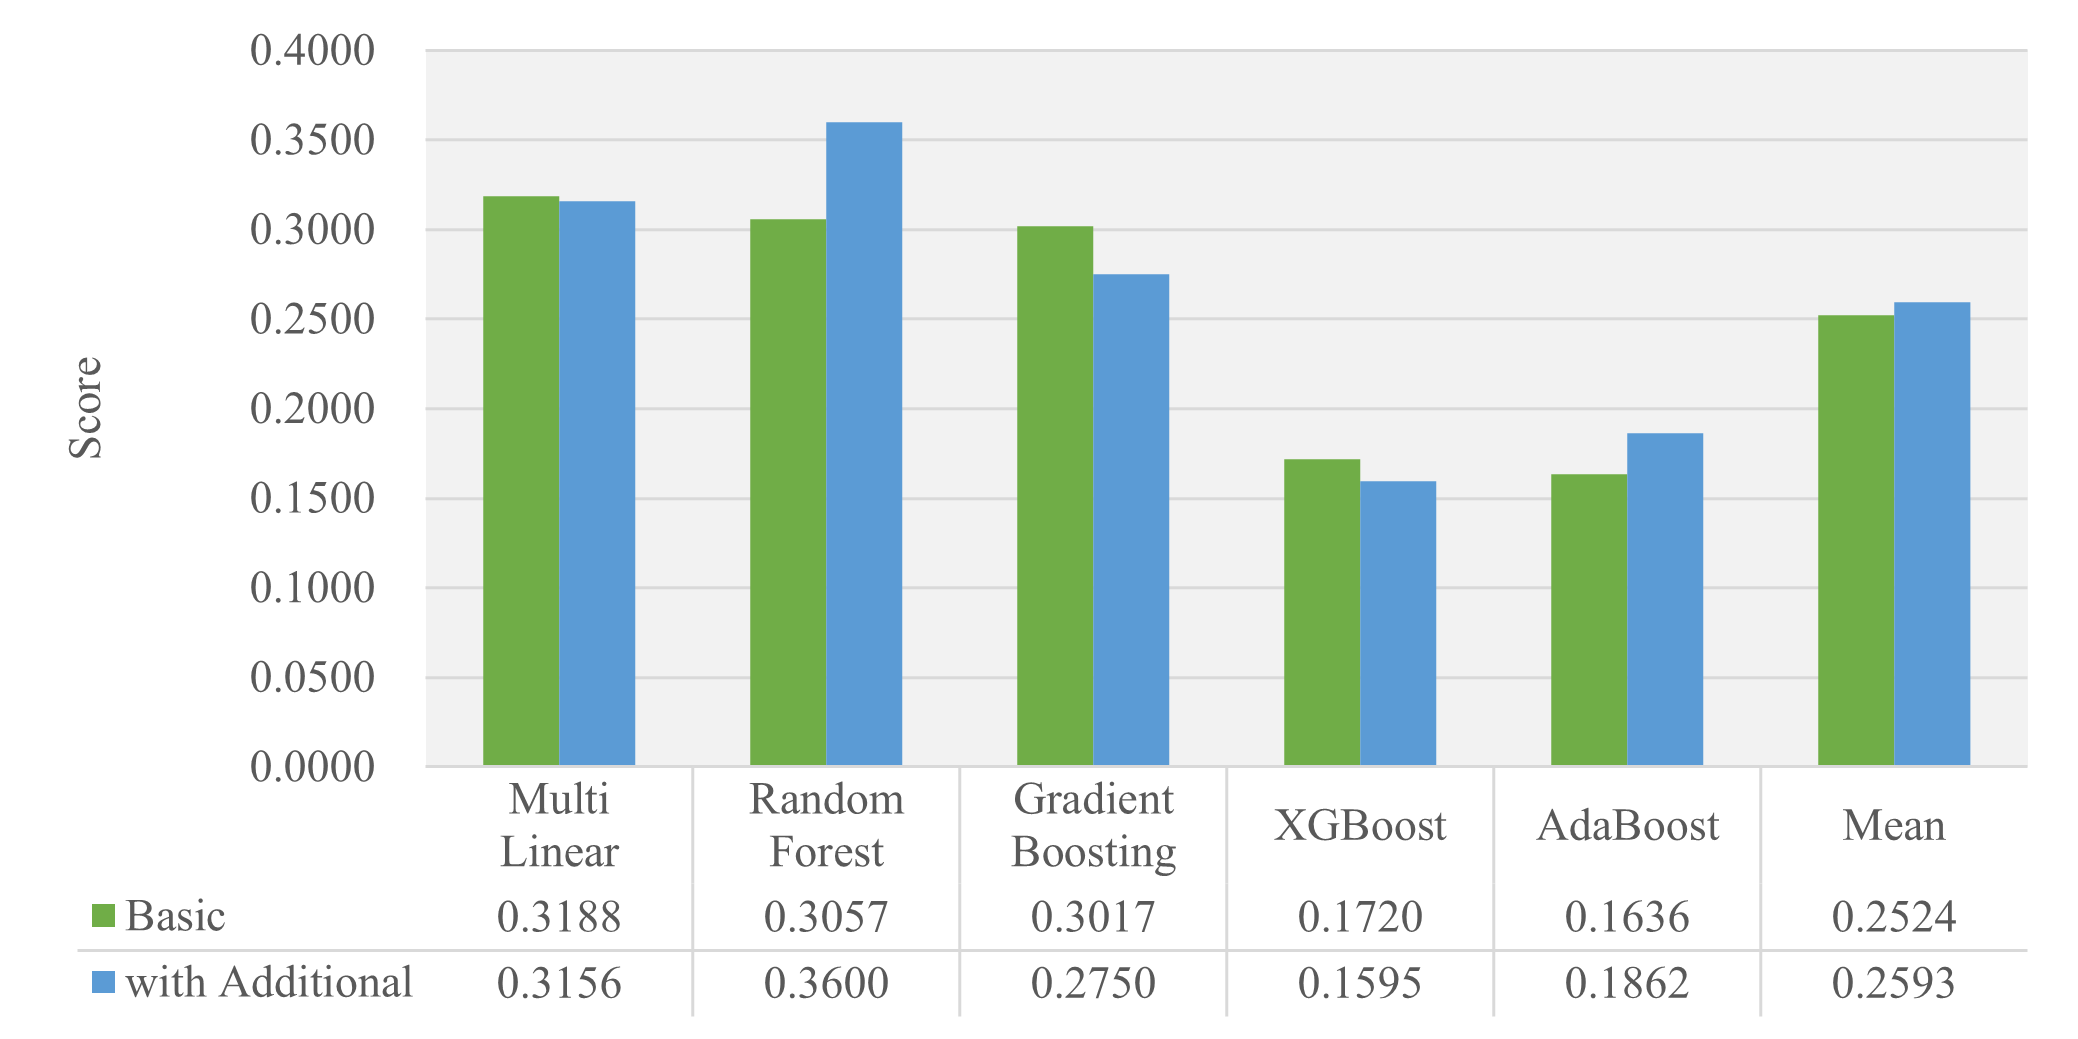 0.4000
0.3500
0.3000
0.2500
0.2000
0.1500
0.1000
0.0500
0.0000
Score
Multi Linear
Random Forest
Gradient Boosting
XGBoost
AdaBoost
Mean
Basic 0.3188 0.3057 0.3017 0.1720 0.1636 0.2524
with Additional 0.3156 0.3600 0.2750 0.1595 0.1862 0.2593